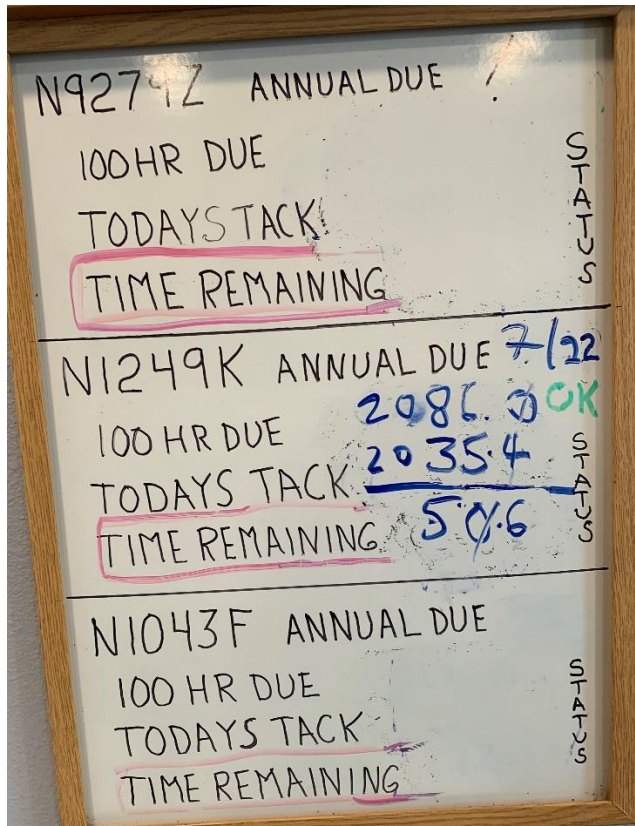 N9274Z ANNUAL DUE /
100HR DUE
TODAYS TACK
TIME REMAINING
STATUS
N1249K ANNUAL DUE 7/22
100 HR DUE 2086.0 OK
TODAYS TACK 2035.4
TIME REMAINING 50.6
STATUS
N1043F ANNUAL DUE
100 HR DUE
TODAYS TACK
TIME REMAINING
STATUS